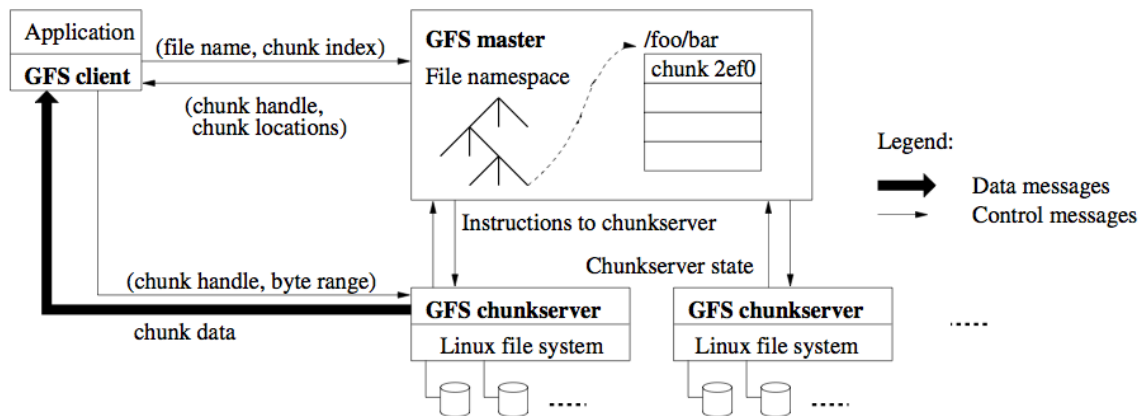 Application
GFS client
(file name, chunk index)
(chunk handle,
chunk locations)
GFS master
File namespace
/foo/bar
chunk 2ef0
Legend:
Data messages
Control messages
Instructions to chunkserver
Chunkserver state
(chunk handle, byte range)
chunk data
GFS chunkserver
Linux file system
GFS chunkserver
Linux file system